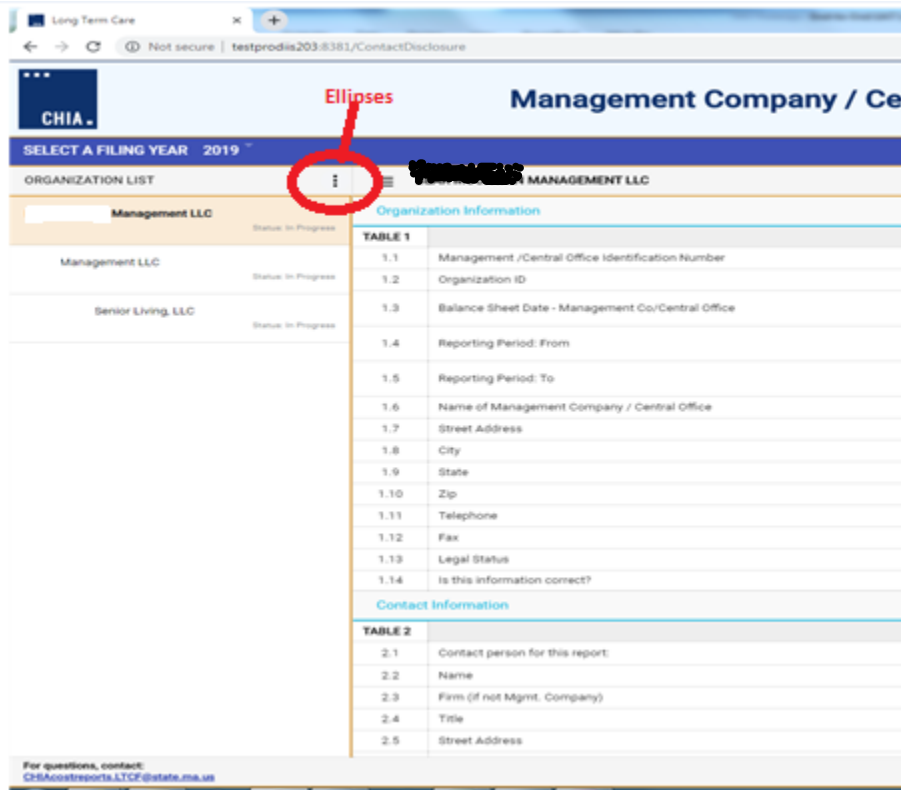 Long Term Care
Not secure | testprodiis203:8381/ContactDisclosure
CHIA.
Ellipses
Management Company / Ce
SELECT A FILING YEAR 2019
ORGANIZATION LIST
MANAGEMENT LLC
Management LLC
Status: In Progress
Management LLC
Status: In Progress
Senior Living, LLC
Status: In Progress
Organization Information
TABLE 1
1.1 Management /Central Office Identification Number
1.2 Organization ID
1.3 Balance Sheet Date - Management Co/Central Office
1.4 Reporting Period: From
1.5 Reporting Period: To
1.6 Name of Management Company / Central Office
1.7 Street Address
1.8 City
1.9 State
1.10 Zip
1.11 Telephone
1.12 Fax
1.13 Legal Status
1.14 Is this information correct?
Contact Information
TABLE 2
2.1 Contact person for this report:
2.2 Name
2.3 Firm (if not Mgmt. Company)
2.4 Title
2.5 Street Address
For questions, contact:
CHIAcostreports.LTCF@state.ma.us